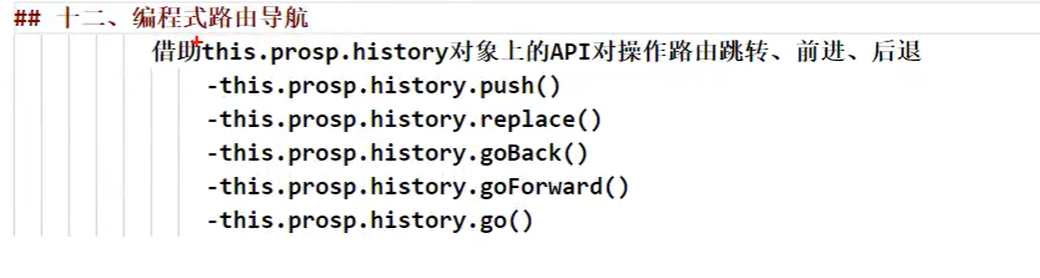 ## 十二、编程式路由导航
借助this.prosp.history对象上的API对操作路由跳转、前进、后退
-this.prosp.history.push()
-this.prosp.history.replace()
-this.prosp.history.goBack()
-this.prosp.history.goForward()
-this.prosp.history.go()